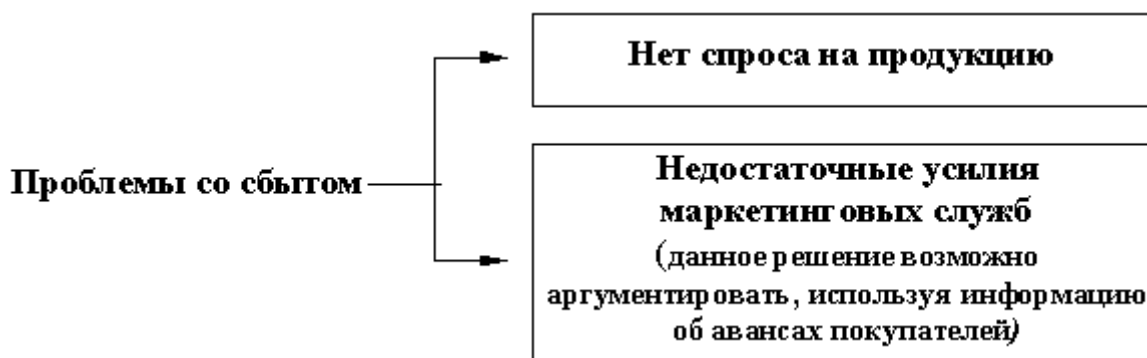 Нет спроса на продукцию
Проблемы со сбытом
Недостаточные усилия
маркетинговых служб
(данное решение возможно
аргументировать, используя информацию
об авансах покупателей)